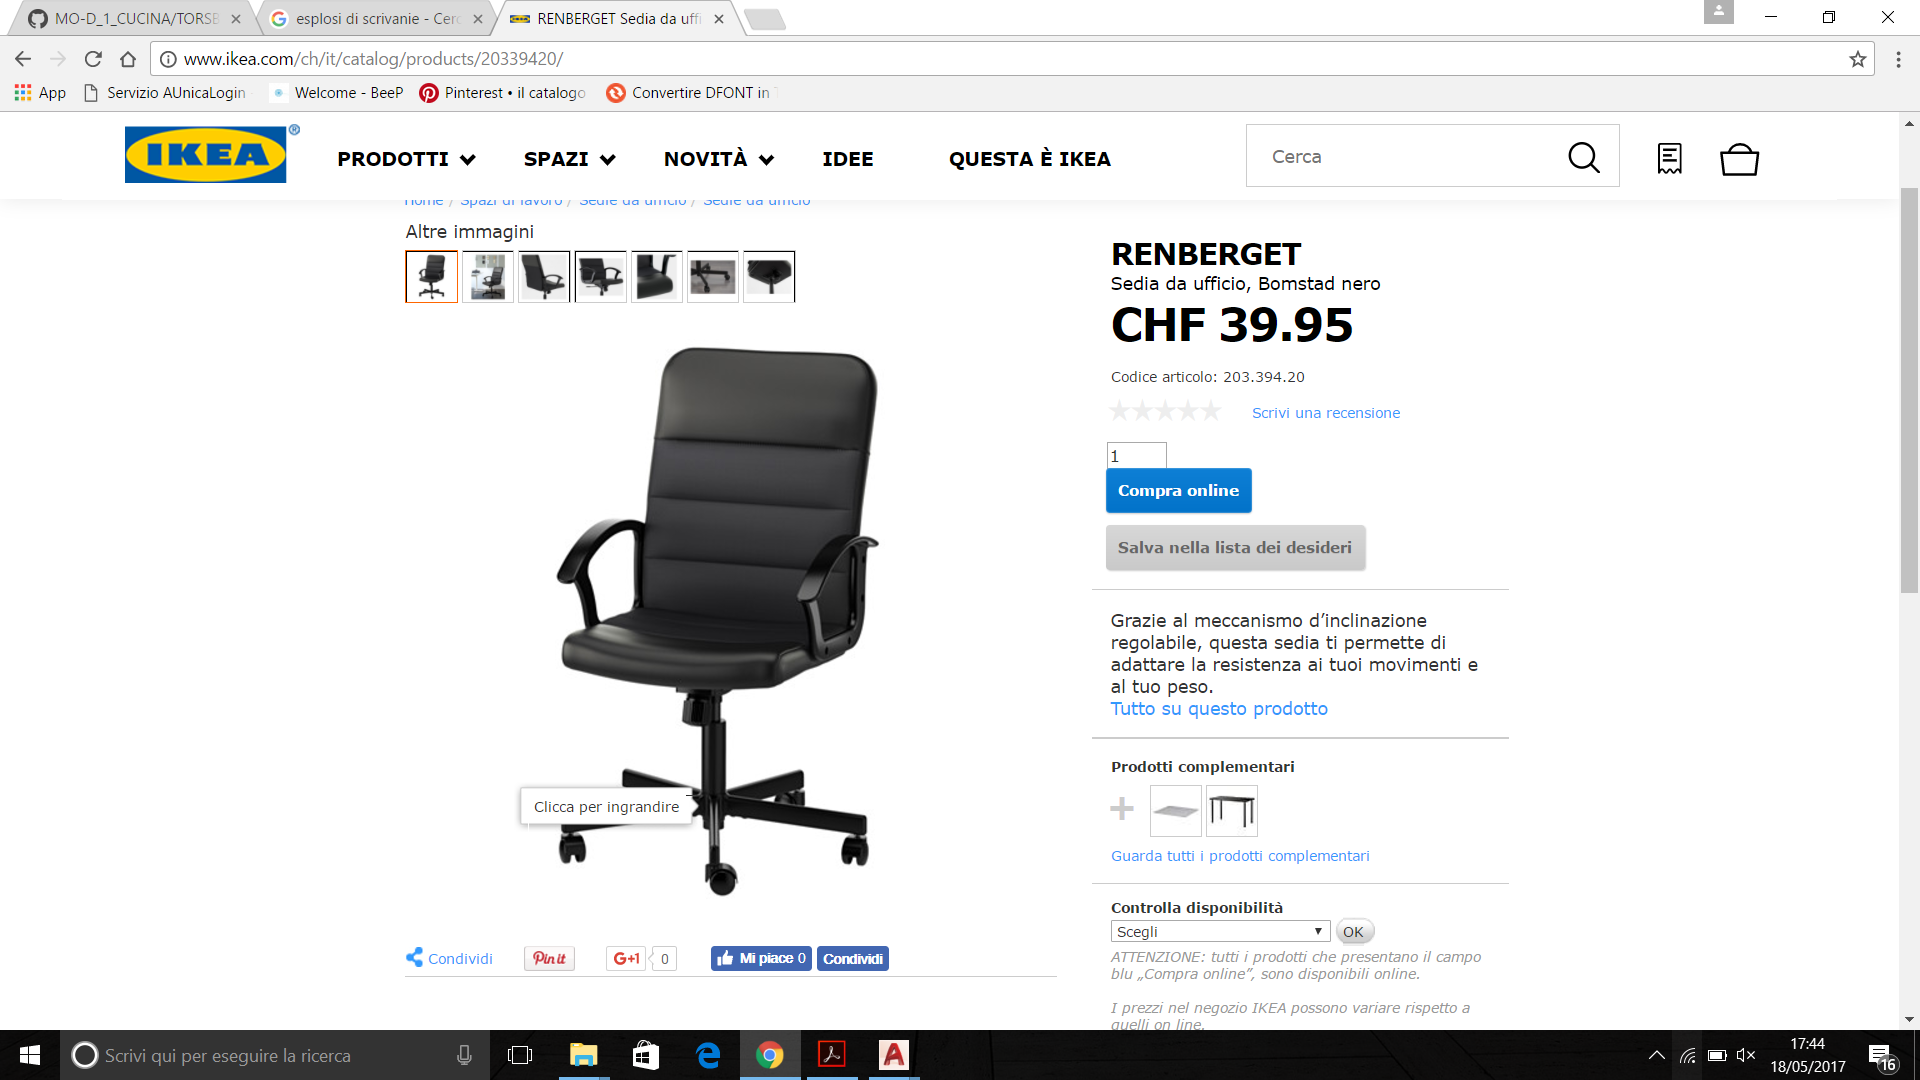 MO-D_1_CUCINA/TORSB
esplosi di scrivanie - Cerc
RENBERGET Sedia da uffi
www.ikea.com/ch/it/catalog/products/20339420/
App
Servizio AUnicaLogin
Welcome - BeeP
Pinterest • il catalogo
Convertire DFONT in T
IKEA®
PRODOTTI
SPAZI
NOVITÀ
IDEE
QUESTA È IKEA
Cerca
Home / Spazi di lavoro / Sedie da ufficio / Sedie da ufficio
Altre immagini
RENBERGET
Sedia da ufficio, Bomstad nero
CHF 39.95
Codice articolo: 203.394.20
Scrivi una recensione
1
Compra online
Salva nella lista dei desideri
Grazie al meccanismo d’inclinazione
regolabile, questa sedia ti permette di
adattare la resistenza ai tuoi movimenti e
al tuo peso.
Tutto su questo prodotto
Prodotti complementari
Guarda tutti i prodotti complementari
Controlla disponibilità
Scegli
OK
ATTENZIONE: tutti i prodotti che presentano il campo
blu „Compra online”, sono disponibili online.
I prezzi nel negozio IKEA possono variare rispetto a
quelli on line.
Clicca per ingrandire
Condividi
Pin it
G+1
0
Mi piace 0
Condividi
Scrivi qui per eseguire la ricerca
17:44
18/05/2017
16